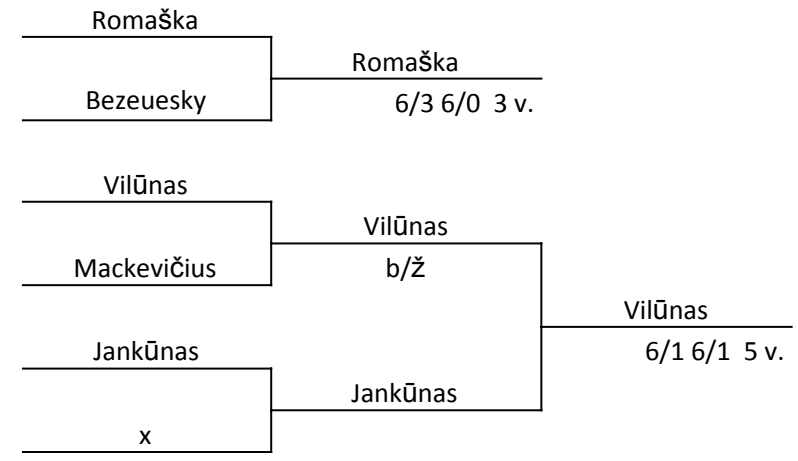 Romaška
Romaška
Bezeuesky
6/3 6/0 3 v.
Vilūnas
Vilūnas
Mackevičius
b/ž
Vilūnas
Jankūnas
6/1 6/1 5 v.
Jankūnas
x